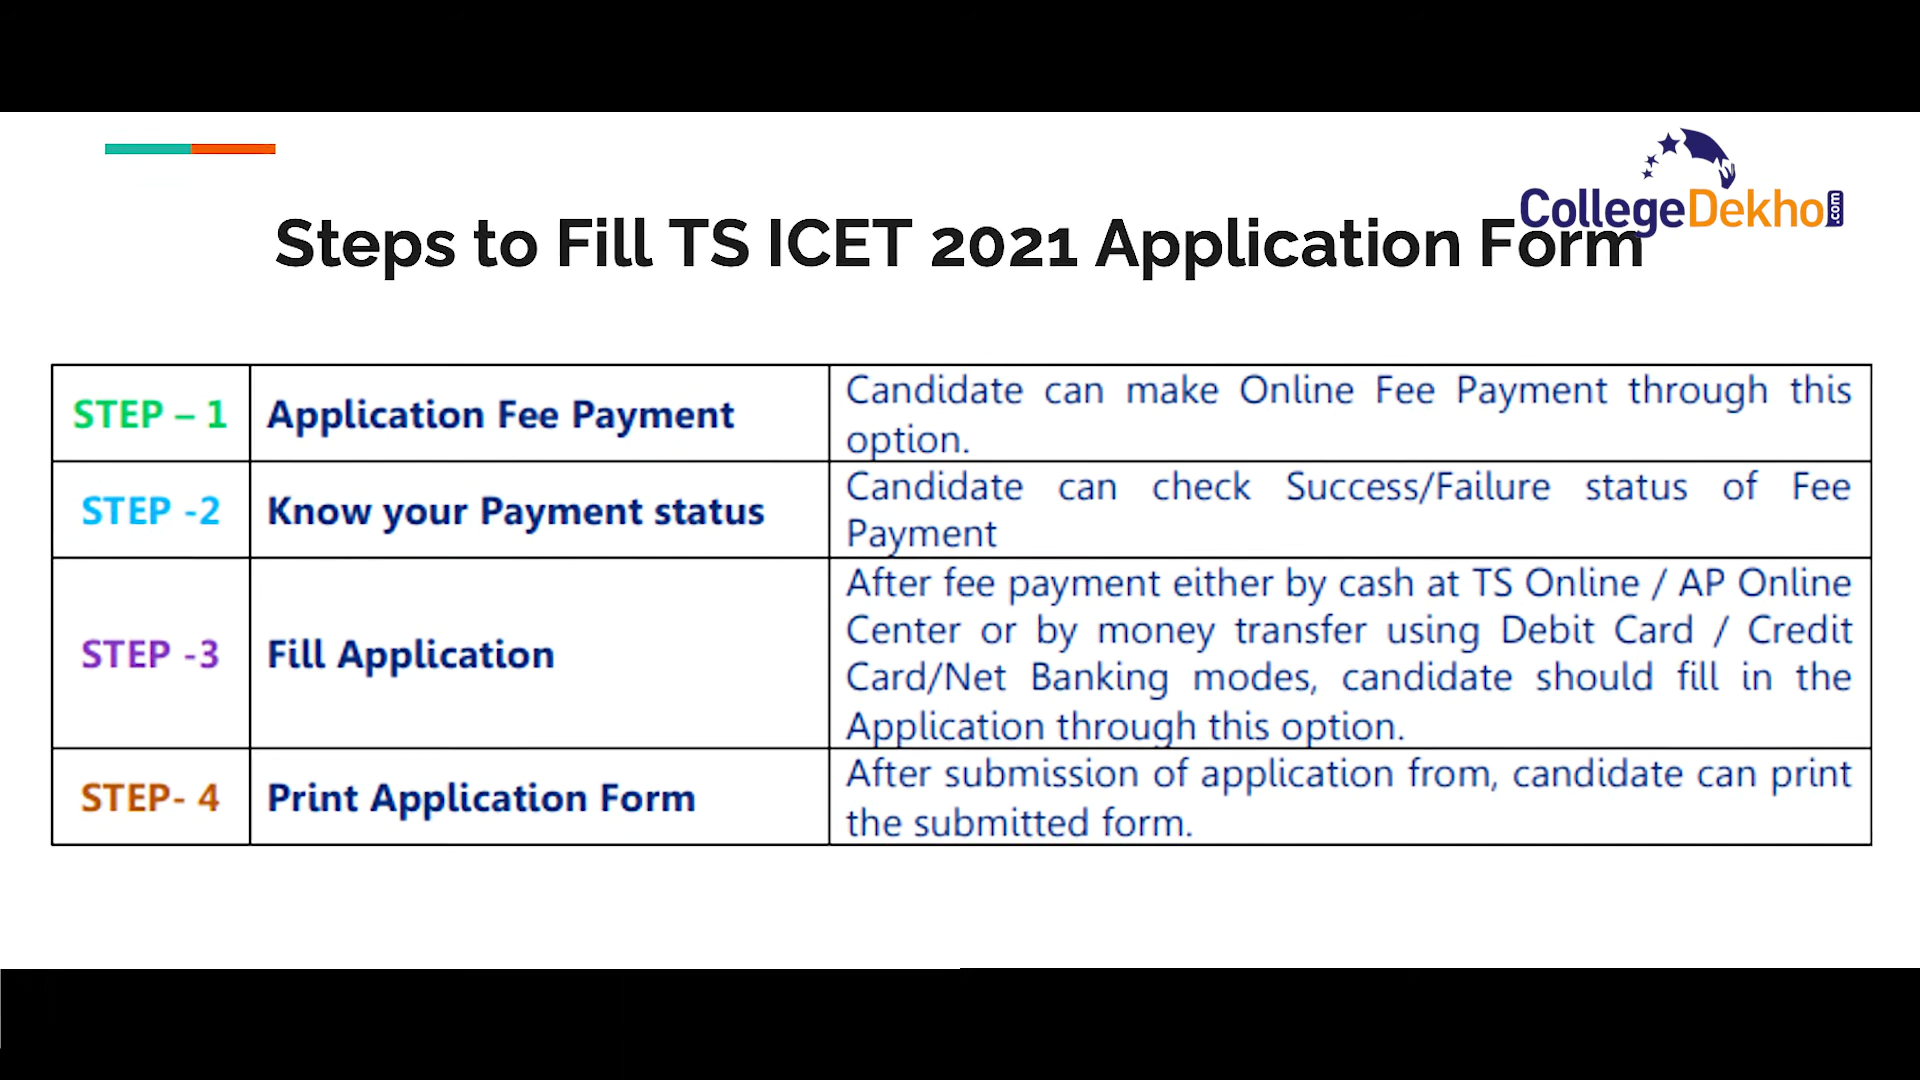 CollegeDekho.com
Steps to Fill TS ICET 2021 Application Form
STEP – 1
Application Fee Payment
Candidate can make Online Fee Payment through this
option.
STEP -2
Know your Payment status
Candidate can check Success/Failure status of Fee
Payment
STEP -3
Fill Application
After fee payment either by cash at TS Online / AP Online
Center or by money transfer using Debit Card / Credit
Card/Net Banking modes, candidate should fill in the
Application through this option.
STEP- 4
Print Application Form
After submission of application from, candidate can print
the submitted form.